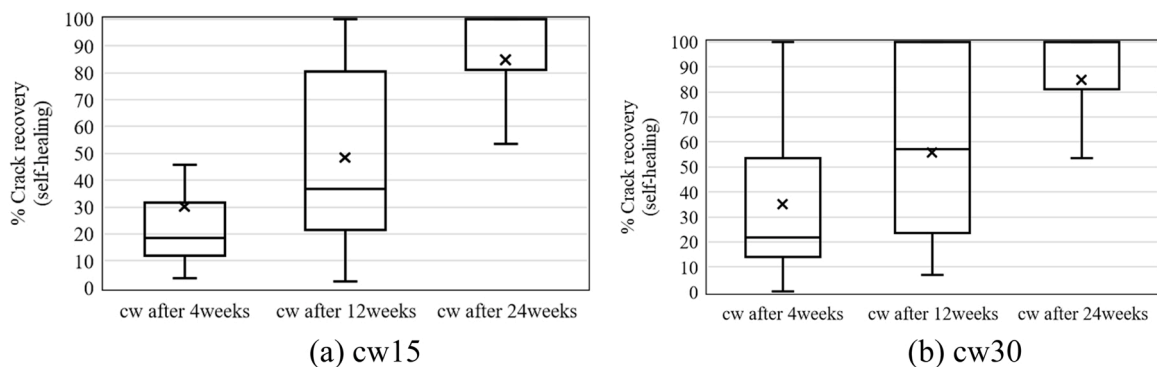 % Crack recovery
(self-healing)
100
90
80
70
60
50
40
30
20
10
0
cw after 4weeks
cw after 12weeks
cw after 24weeks
(a) cw15
% Crack recovery
(self-healing)
100
90
80
70
60
50
40
30
20
10
0
cw after 4weeks
cw after 12weeks
cw after 24weeks
(b) cw30